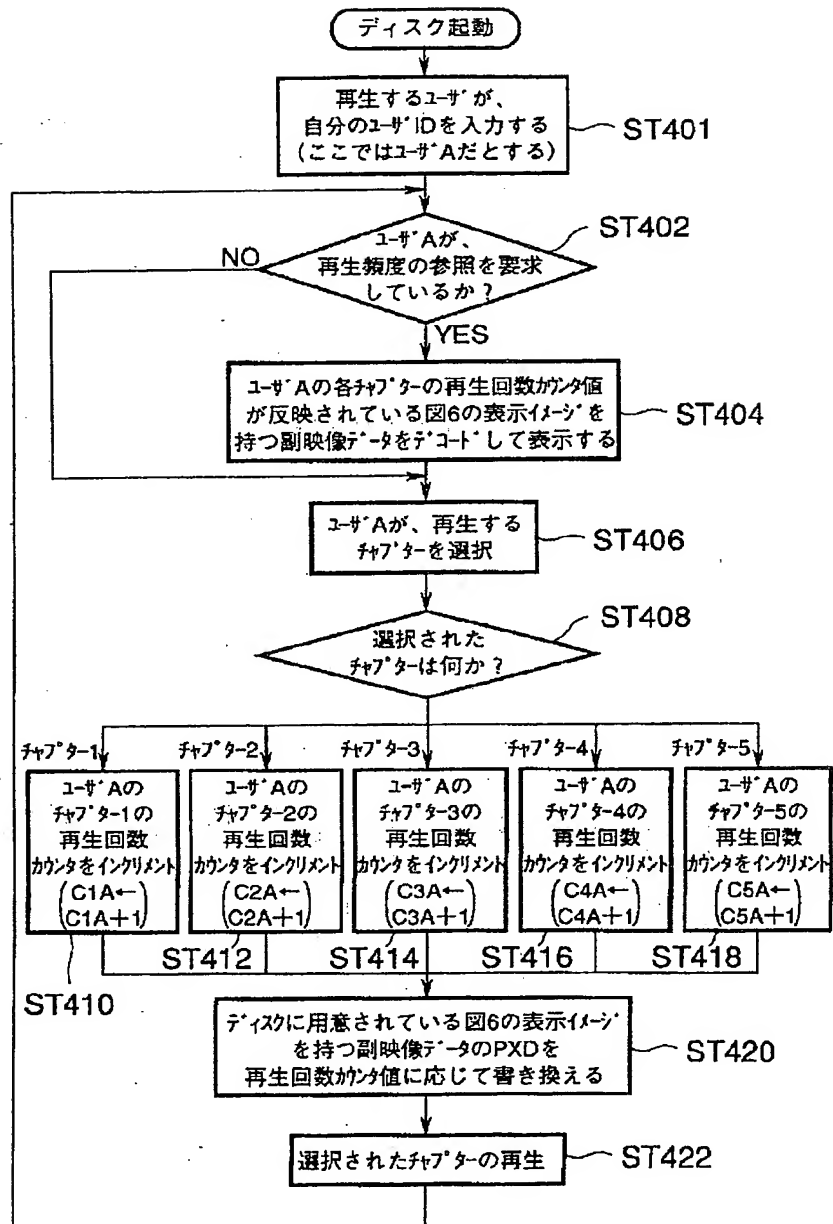 ディスク起動
再生するﾕｰｻﾞが、
自分のﾕｰｻﾞIDを入力する
(ここではﾕｰｻﾞAだとする)
ST401
ST402
ﾕｰｻﾞAが、
再生頻度の参照を要求
しているか?
NO
YES
ﾕｰｻﾞAの各ﾁｬﾌﾟﾀｰの再生回数ｶｳﾝﾀ値
が反映されている図6の表示ｲﾒｰｼﾞを
持つ副映像ﾃﾞｰﾀをﾃﾞｺｰﾄﾞして表示する
ST404
ﾕｰｻﾞAが、再生する
ﾁｬﾌﾟﾀｰを選択
ST406
ST408
選択された
ﾁｬﾌﾟﾀｰは何か?
ﾁｬﾌﾟﾀｰ1
ﾕｰｻﾞAの
ﾁｬﾌﾟﾀｰ1の
再生回数
ｶｳﾝﾀをｲﾝｸﾘﾒﾝﾄ
(C1A←
C1A+1)
ST410
ﾁｬﾌﾟﾀｰ2
ﾕｰｻﾞAの
ﾁｬﾌﾟﾀｰ2の
再生回数
ｶｳﾝﾀをｲﾝｸﾘﾒﾝﾄ
(C2A←
C2A+1)
ST412
ﾁｬﾌﾟﾀｰ3
ﾕｰｻﾞAの
ﾁｬﾌﾟﾀｰ3の
再生回数
ｶｳﾝﾀをｲﾝｸﾘﾒﾝﾄ
(C3A←
C3A+1)
ST414
ﾁｬﾌﾟﾀｰ4
ﾕｰｻﾞAの
ﾁｬﾌﾟﾀｰ4の
再生回数
ｶｳﾝﾀをｲﾝｸﾘﾒﾝﾄ
(C4A←
C4A+1)
ST416
ﾁｬﾌﾟﾀｰ5
ﾕｰｻﾞAの
ﾁｬﾌﾟﾀｰ5の
再生回数
ｶｳﾝﾀをｲﾝｸﾘﾒﾝﾄ
(C5A←
C5A+1)
ST418
ﾃﾞｨｽｸに用意されている図6の表示ｲﾒｰｼﾞ
を持つ副映像ﾃﾞｰﾀのPXDを
再生回数ｶｳﾝﾀ値に応じて書き換える
ST420
選択されたﾁｬﾌﾟﾀｰの再生
ST422